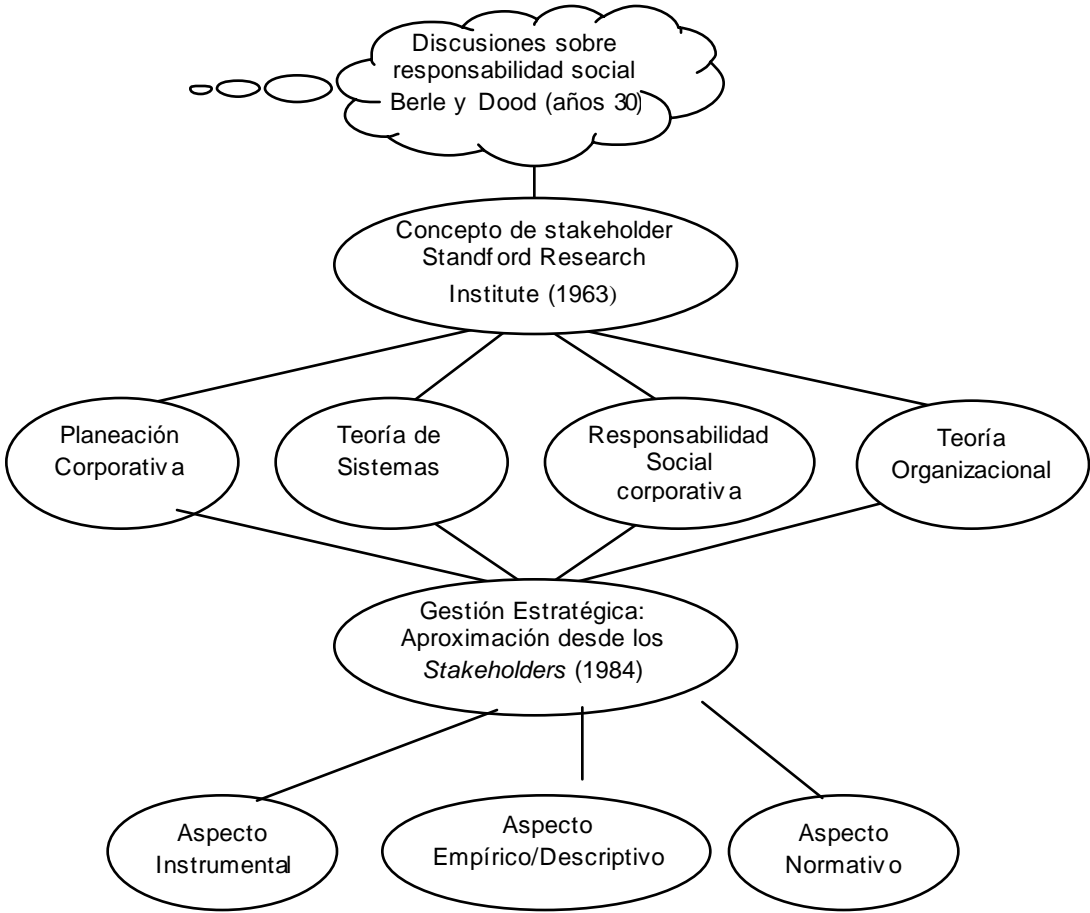 Discusiones sobre
responsabilidad social
Berle y Dood (años 30)
Concepto de stakeholder
Standford Research
Institute (1963)
Planeación
Corporativa
Teoría de
Sistemas
Responsabilidad
Social
corporativa
Teoría
Organizacional
Gestión Estratégica:
Aproximación desde los
Stakeholders (1984)
Aspecto
Instrumental
Aspecto
Empírico/Descriptivo
Aspecto
Normativo